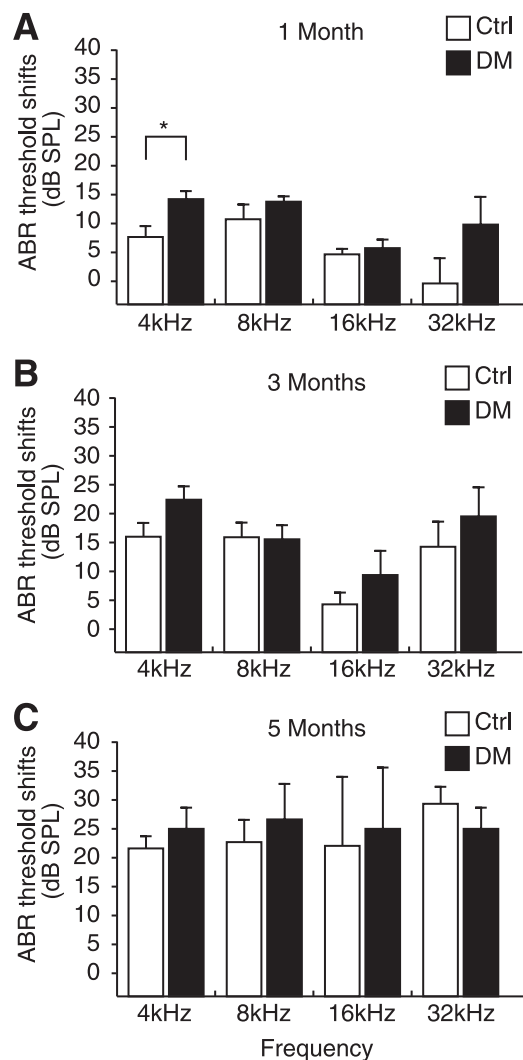 A
1 Month
Ctrl
DM
ABR threshold shifts
(dB SPL)
40
35
30
25
20
15
10
5
0
*
4kHz 8kHz 16kHz 32kHz
B
3 Months
Ctrl
DM
ABR threshold shifts
(dB SPL)
40
35
30
25
20
15
10
5
0
4kHz 8kHz 16kHz 32kHz
C
5 Months
Ctrl
DM
ABR threshold shifts
(dB SPL)
40
35
30
25
20
15
10
5
0
4kHz 8kHz 16kHz 32kHz
Frequency